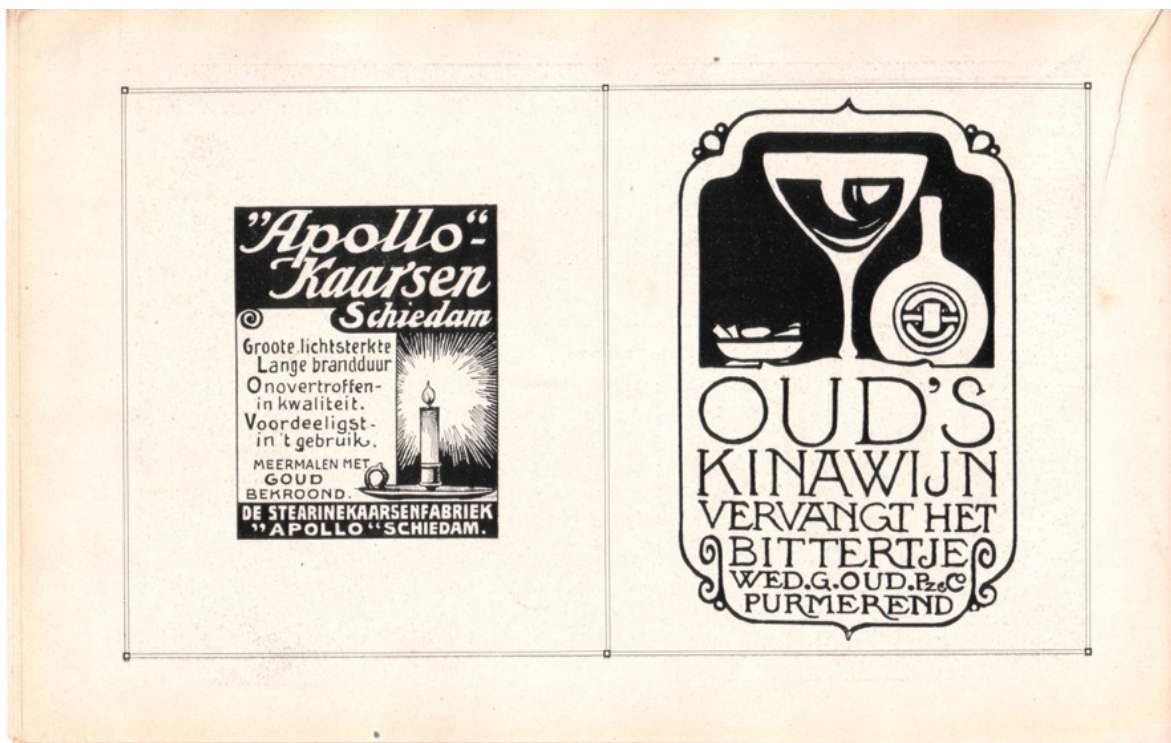 "Apollo"-
Kaarsen
Schiedam
Groote lichtsterkte
Lange brandduur
Onovertroffen-
in kwaliteit.
Voordeeligst-
in 't gebruik.
MEERMALEN MET
GOUD
BEKROOND.
DE STEARINEKAARSENFABRIEK
"APOLLO" SCHIEDAM.
OUD'S
KINAWIJN
VERVANGT HET
BITTERTJE
WED.G.OUD.Pz&C
PURMEREND